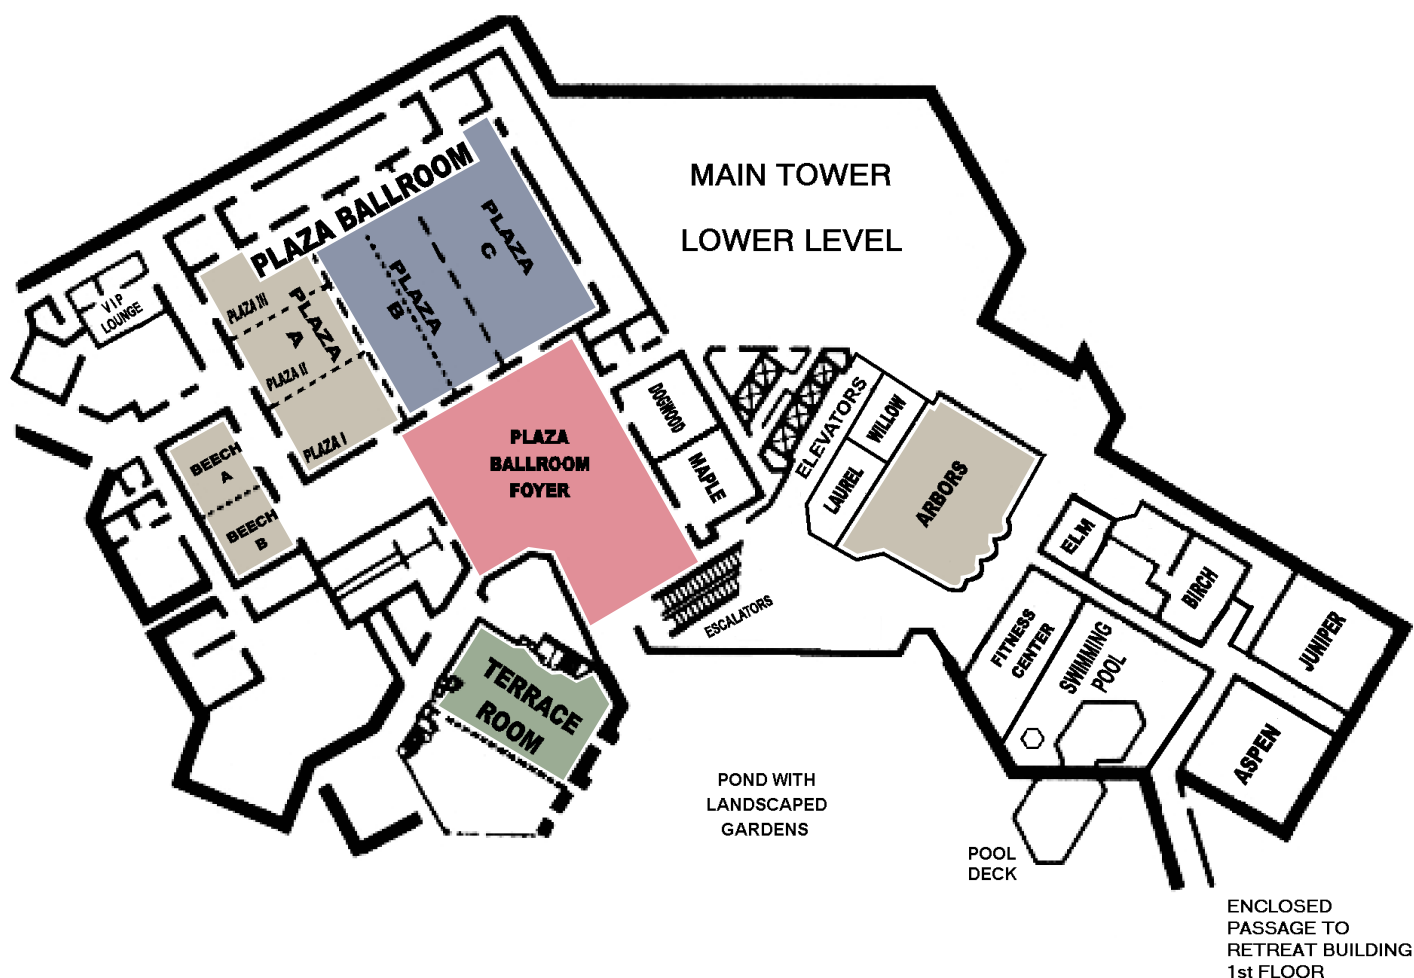 MAIN TOWER
LOWER LEVEL
PLAZA BALLROOM
PLAZA
C
PLAZA
B
PLAZA
A
PLAZA III
PLAZA II
PLAZA I
VIP
LOUNGE
BEECH
A
BEECH
B
PLAZA
BALLROOM
FOYER
DOGWOOD
MAPLE
ELEVATORS
WILLOW
LAUREL
ARBORS
ESCALATORS
ELM
BIRCH
JUNIPER
FITNESS
CENTER
SWIMMING
POOL
ASPEN
TERRACE
ROOM
POND WITH
LANDSCAPED
GARDENS
POOL
DECK
ENCLOSED
PASSAGE TO
RETREAT BUILDING
1st FLOOR